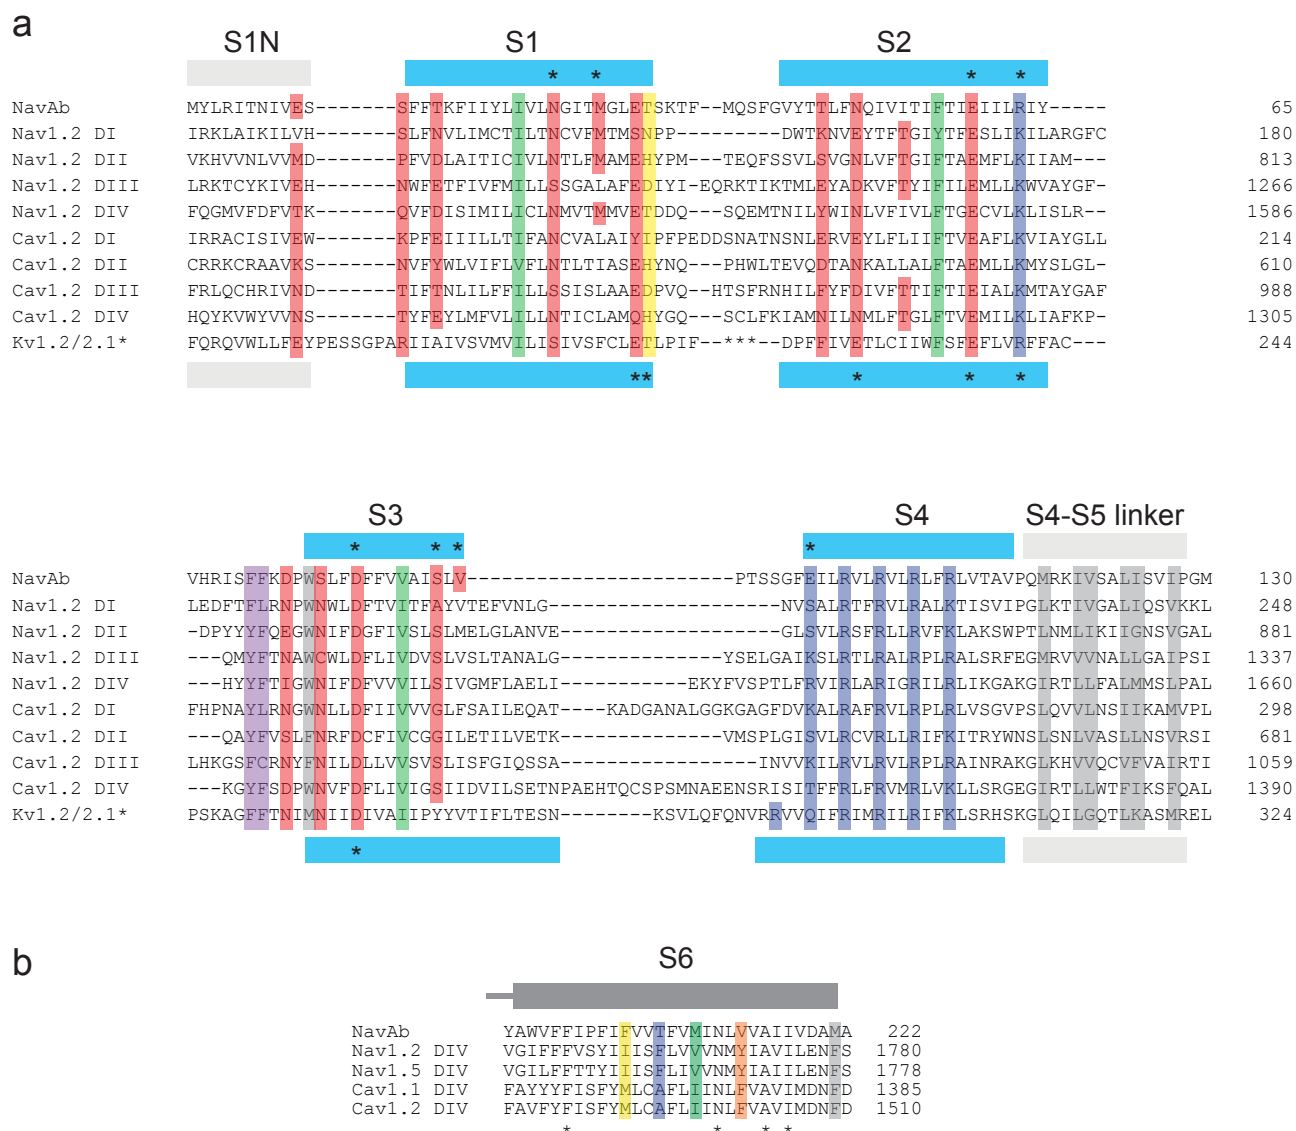 a
S1N S1 S2
* * * *
NavAb MYLRITNIVES-------SFFTKFIIYLIVLNGITMGLETSKTF--MQSFGVYTTLFNQIVITIFTIEIILRIY----- 65
Nav1.2 DI IRKLAIKILVH-------SLFNVLIMCTILTNCVFMTMSNPP---------DWTKNVEYTFTGIYTFESLIKILARGFC 180
Nav1.2 DII VKHVVNLVVMD-------PFVDLAITICIVLNTLFMAMEHYPM---TEQFSSVLSVGNLVFTGIFTAEMFLKIIAM--- 813
Nav1.2 DIII LRKTCYKIVEH-------NWFETFIVFMILLSSGALAFEDIYI-EQRKTIKTMLEYADKVFTYIFILEMLLKWVAYGF- 1266
Nav1.2 DIV FQGMVFDFVTK-------QVFDISIMILICLNMVTMMVETDDQ---SQEMTNILYWINLVFIVLFTGECVLKLISLR-- 1586
Cav1.2 DI IRRACISIVEW-------KPFEIIILLTIFANCVALAIYIPFPEDDSNATNSNLERVEYLFLIIFTVEAFLKVIAYGLL 214
Cav1.2 DII CRRKCRAAVKS-------NVFYWLVIFLVFLNTLTIASEHYNQ---PHWLTEVQDTANKALLALFTAEMLLKMYSLGL- 610
Cav1.2 DIII FRLQCHRIVND-------TIFTNLILFFILLSSISLAAEDPVQ--HTSFRNHILFYFDIVFTTIFTIEIALKMTAYGAF 988
Cav1.2 DIV HQYKVWYVVNS-------TYFEYLMFVLILLNTICLAMQHYGQ---SCLFKIAMNILNMLFTGLFTVEMILKLIAFKP- 1305
Kv1.2/2.1* FQRQVWLLFEYPESSGPARIIAIVSVMVILISIVSFCLETLPIF--***-DPFFIVETLCIIWFSFEFLVRFFAC---- 244
** * * *
S3 S4 S4-S5 linker
* * * *
NavAb VHRISFFKDPWSLFDFFVVAISLV-----------------------PTSSGFEILRVLRVLRLFRLVTAVPQMRKIVSALISVIPGM 130
Nav1.2 DI LEDFTFLRNPWNWLDFTVITFAYVTEFVNLG--------------------NVSALRTFRVLRALKTISVIPGLKTIVGALIQSVKKL 248
Nav1.2 DII -DPYYYFQEGWNIFDGFIVSLSLMELGLANVE-------------------GLSVLRSFRLLRVFKLAKSWPTLNMLIKIIGNSVGAL 881
Nav1.2 DIII ---QMYFTNAWCWLDFLIVDVSLVSLTANALG--------------YSELGAIKSLRTLRALRPLRALSRFEGMRVVVNALLGAIPSI 1337
Nav1.2 DIV ---HYYFTIGWNIFDFVVVILSIVGMFLAELI-----------EKYFVSPTLFRVIRLARIGRILRLIKGAKGIRTLLFALMMSLPAL 1660
Cav1.2 DI FHPNAYLRNGWNLLDFIIVVVGLFSAILEQAT----KADGANALGGKGAGFDVKALRAFRVLRPLRLVSGVPSLQVVLNSIIKAMVPL 298
Cav1.2 DII ---QAYFVSLFNRFDCFIVCGGILETILVETK--------------VMSPLGISVLRCVRLLRIFKITRYWNSLSNLVASLLNSVRSI 681
Cav1.2 DIII LHKGSFCRNYFNILDLLVVSVSLISFGIQSSA-------------------INVVKILRVLRVLRPLRAINRAKGLKHVVQCVFVAIRTI 1059
Cav1.2 DIV ---KGYFSDPWNVFDFLIVIGSIIDVILSETNPAEHTQCSPSMNAEENSRISITFFRLFRVMRLVKLLSRGEGIRTLLWTFIKSFQAL 1390
Kv1.2/2.1* PSKAGFFTNIMNIIDIVAIIPYYVTIFLTESN--------KSVLQFQNVRRVVQIFRIMRILRIFKLSRHSKGLQILGQTLKASMREL 324
*
b
S6
NavAb YAWVFFIPFIFVVTFVMINLVVAIIVDAMA 222
Nav1.2 DIV VGIFFFVSYIIISFLVVVNMYIAVILENFS 1780
Nav1.5 DIV VGILFFTTYIIISFLIVVNMYIAIILENFS 1778
Cav1.1 DIV FAYYYFISFYMLCAFLIINLFVAVIMDNFD 1385
Cav1.2 DIV FAVFYFISFYMLCAFLIINLFVAVIMDNFD 1510
* * * *